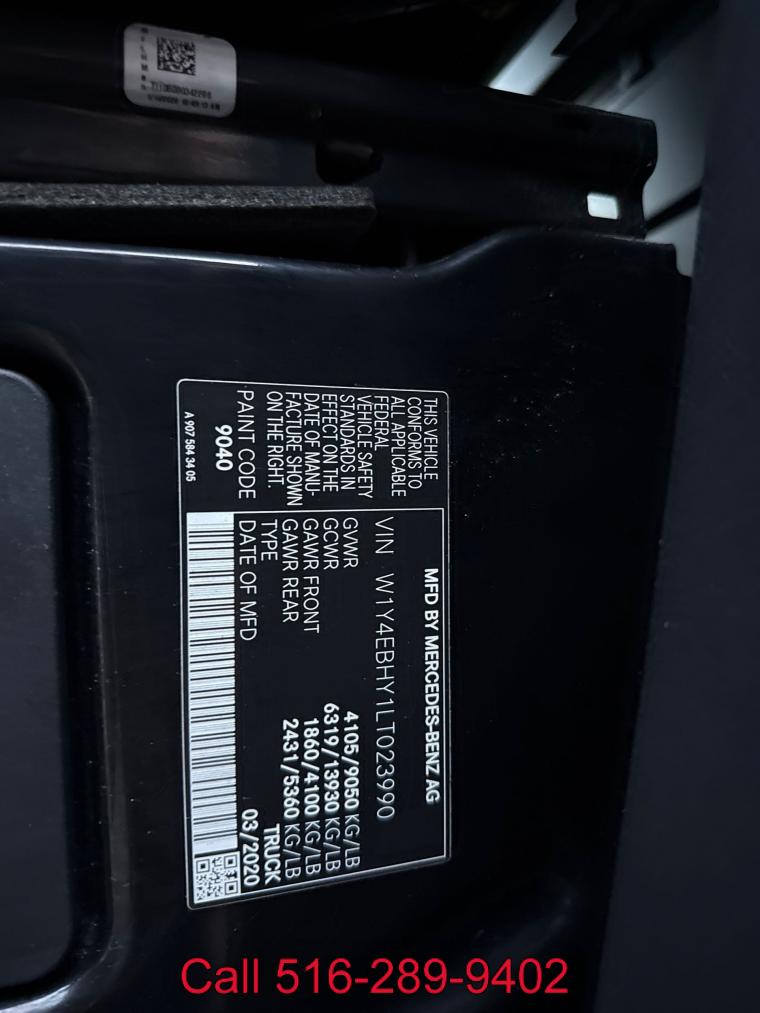 THIS VEHICLE
CONFORMS TO
ALL APPLICABLE
FEDERAL
VEHICLE SAFETY
STANDARDS IN
EFFECT ON THE
DATE OF MANU-
FACTURE SHOWN
ON THE RIGHT.
PAINT CODE
9040
A 907 584 34 05
MFD BY MERCEDES-BENZ AG
VIN W1Y4EBHY1LT023990
GVWR 4105/9050 KG/LB
GCWR 6319/13930 KG/LB
GAWR FRONT 1860/4100 KG/LB
GAWR REAR 2431/5360 KG/LB
TYPE TRUCK
DATE OF MFD 03/2020
Call 516-289-9402